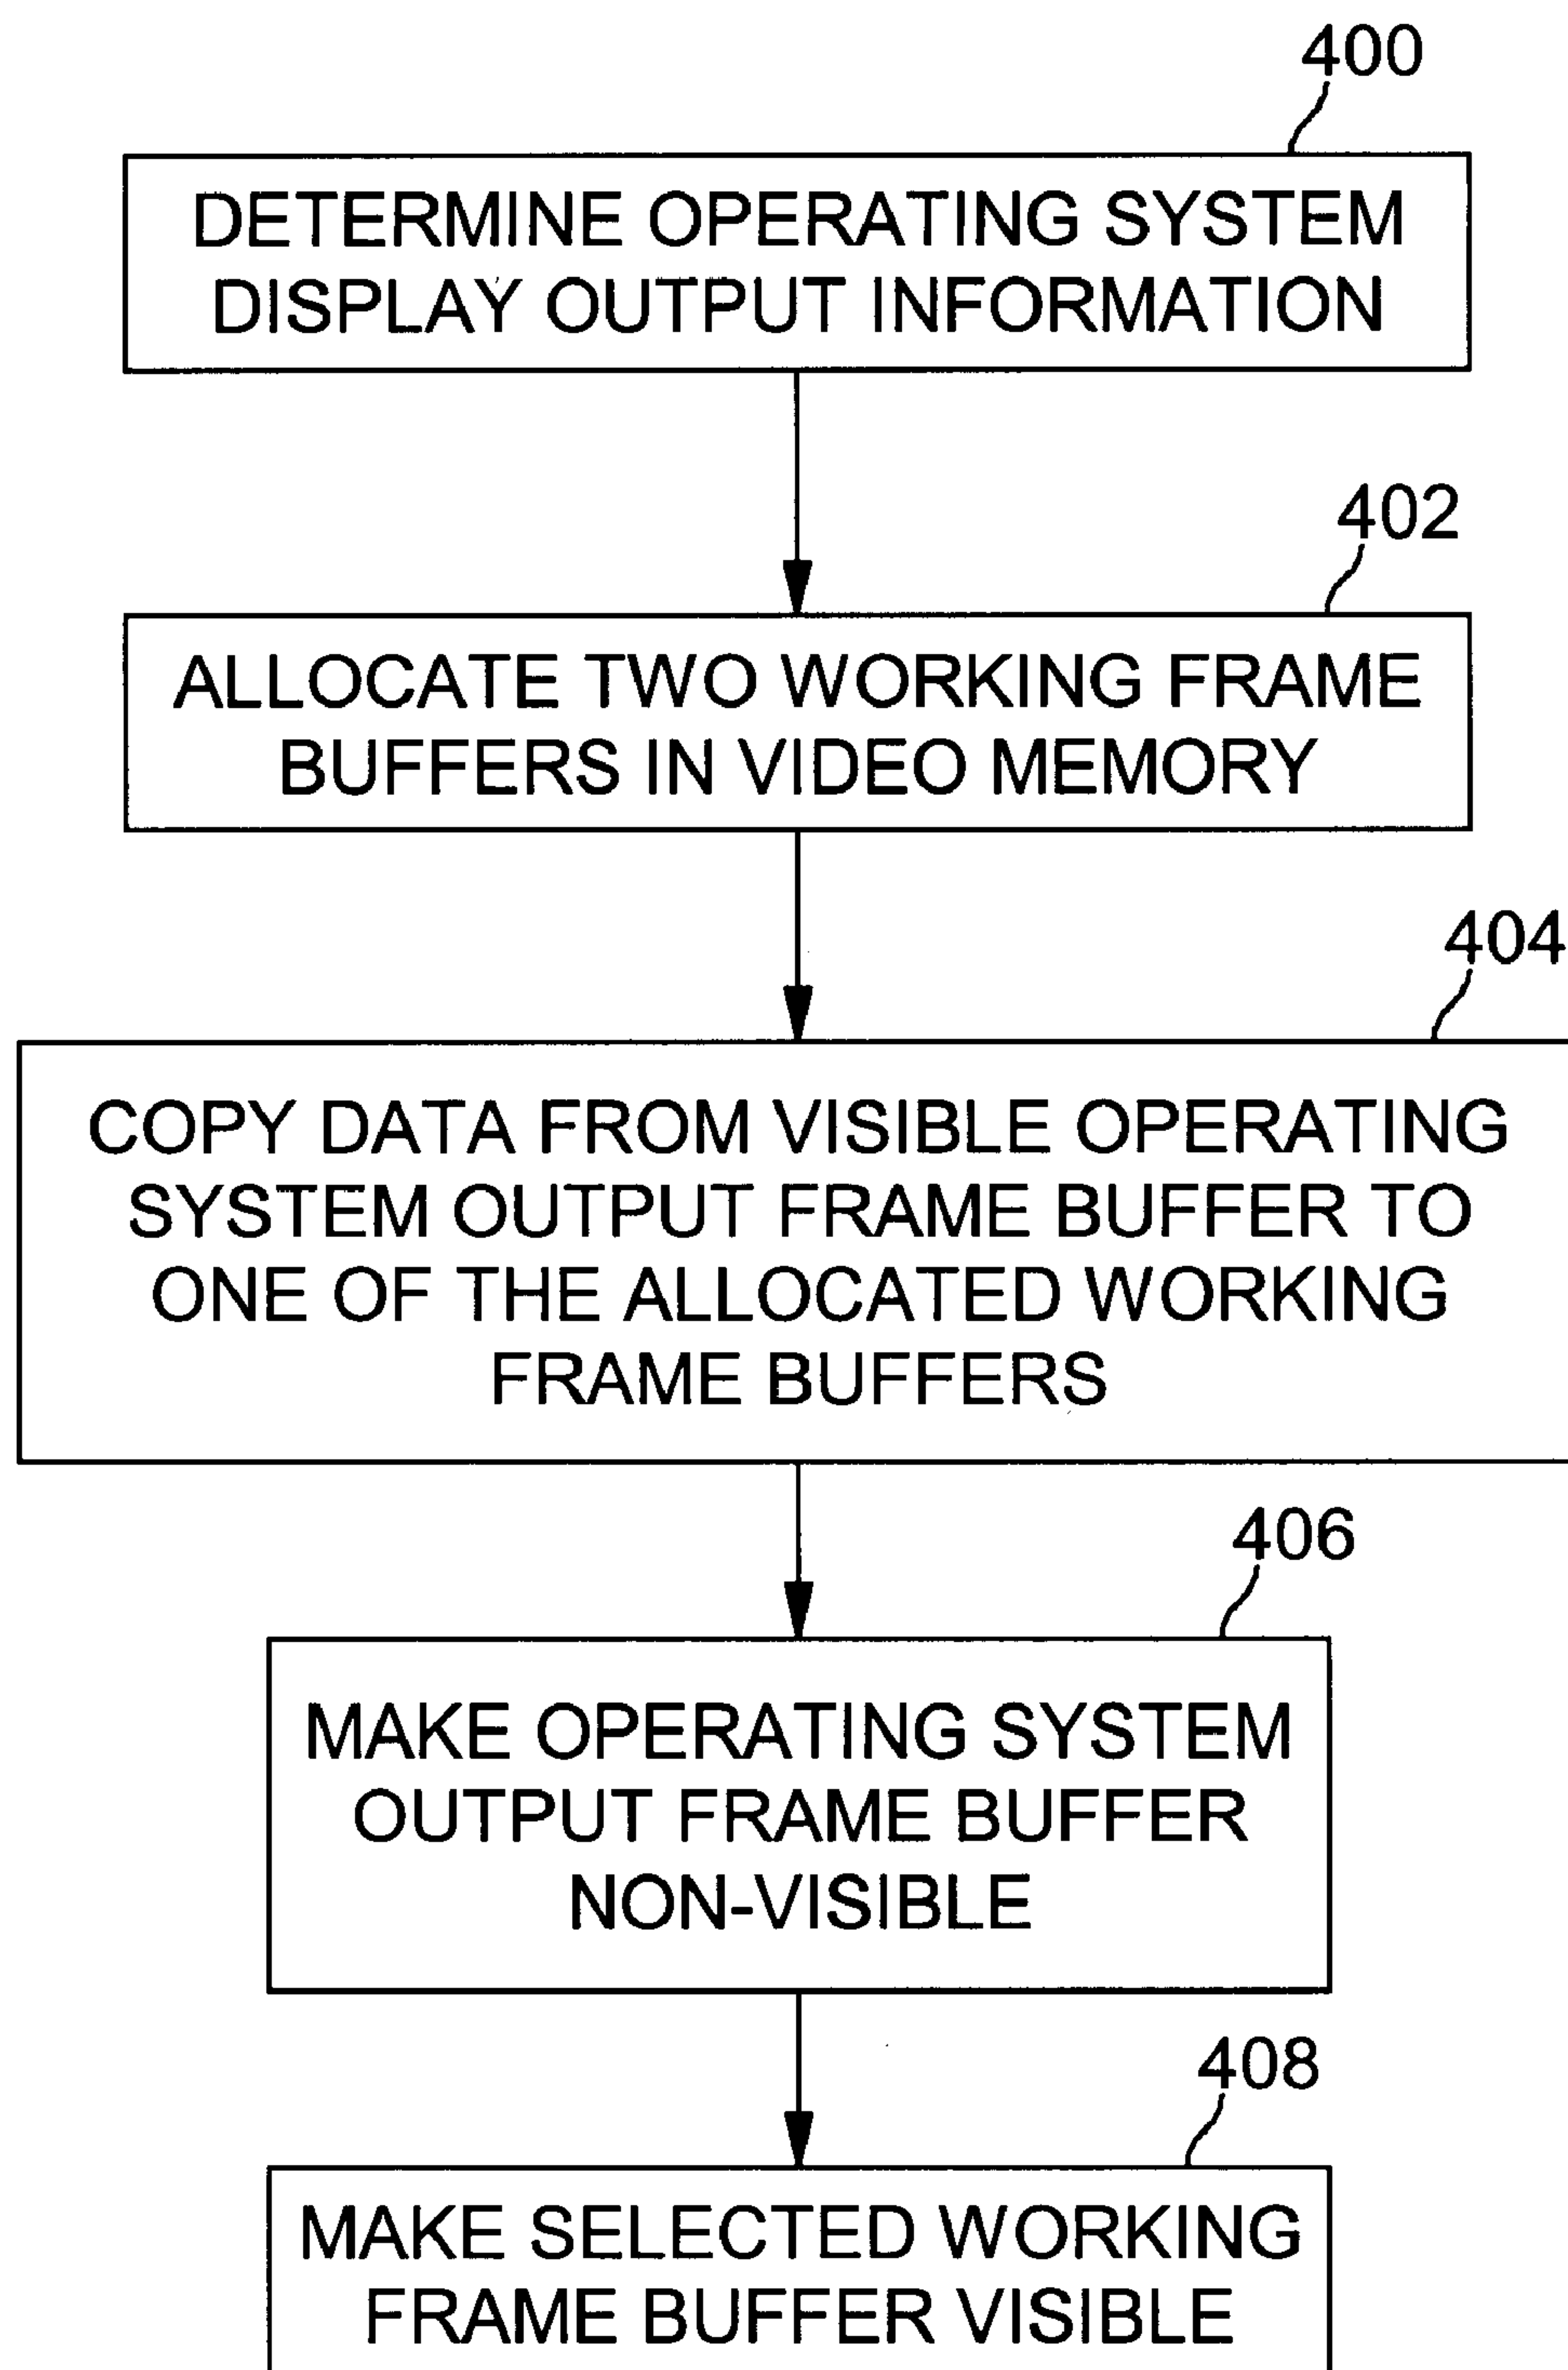 400
DETERMINE OPERATING SYSTEM
DISPLAY OUTPUT INFORMATION
402
ALLOCATE TWO WORKING FRAME
BUFFERS IN VIDEO MEMORY
404
COPY DATA FROM VISIBLE OPERATING
SYSTEM OUTPUT FRAME BUFFER TO
ONE OF THE ALLOCATED WORKING
FRAME BUFFERS
406
MAKE OPERATING SYSTEM
OUTPUT FRAME BUFFER
NON-VISIBLE
408
MAKE SELECTED WORKING
FRAME BUFFER VISIBLE